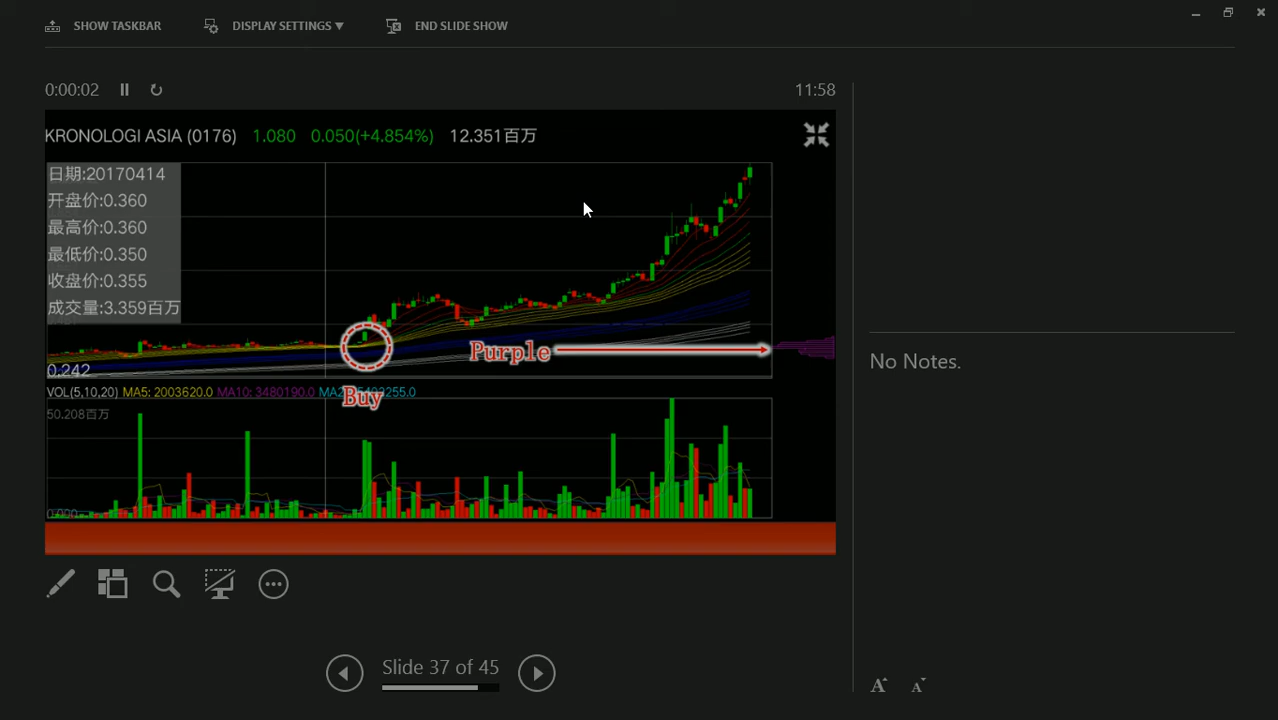 SHOW TASKBAR
DISPLAY SETTINGS ▼
END SLIDE SHOW
0:00:02
11:58
KRONOLOGI ASIA (0176) 1.080 0.050(+4.854%) 12.351百万
日期:20170414
开盘价:0.360
最高价:0.360
最低价:0.350
收盘价:0.355
成交量:3.359百万
Purple
0.242
VOL(5,10,20) MA5: 2003620.0 MA10: 3480190.0
Buy
50.208百万
0.000
No Notes.
Slide 37 of 45
A A